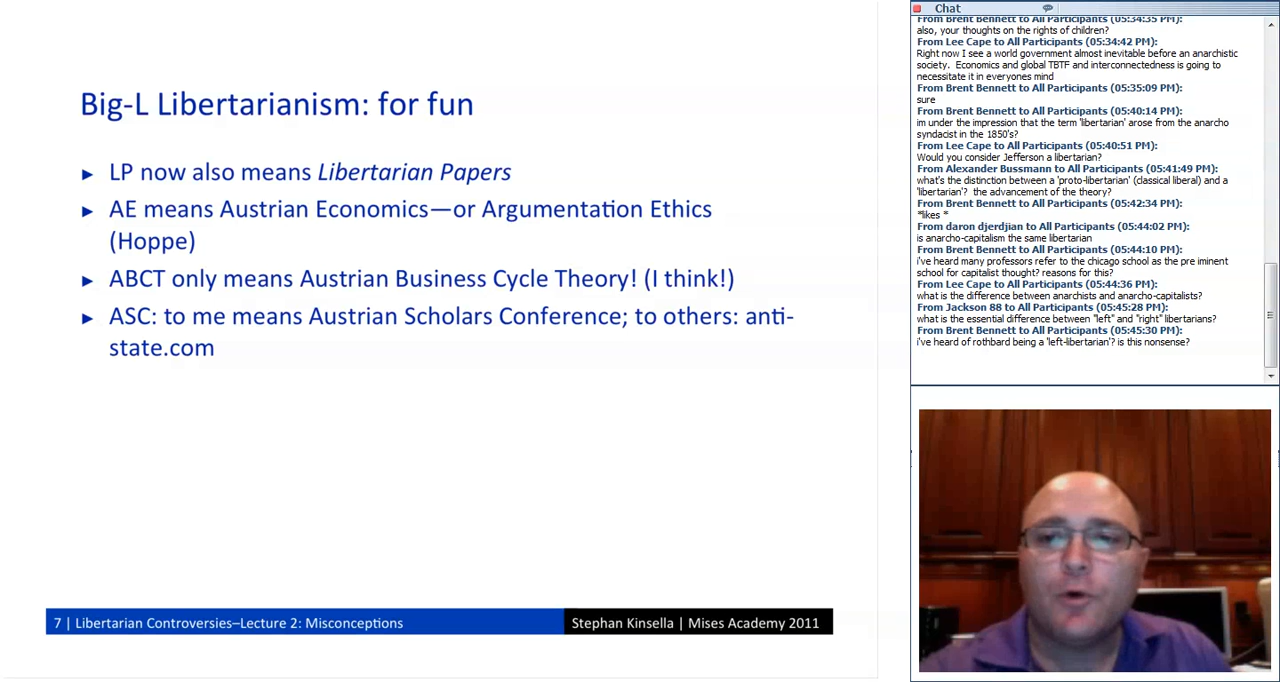 Big-L Libertarianism: for fun
► LP now also means Libertarian Papers
► AE means Austrian Economics—or Argumentation Ethics
(Hoppe)
► ABCT only means Austrian Business Cycle Theory! (I think!)
► ASC: to me means Austrian Scholars Conference; to others: anti-
state.com
7 | Libertarian Controversies–Lecture 2: Misconceptions
Stephan Kinsella | Mises Academy 2011
Chat
From Brent Bennett to All Participants (05:34:35 PM):
also, your thoughts on the rights of children?
From Lee Cape to All Participants (05:34:42 PM):
Right now I see a world government almost inevitable before an anarchistic
society. Economics and global TBTF and interconnectedness is going to
necessitate it in everyones mind
From Brent Bennett to All Participants (05:35:09 PM):
sure
From Brent Bennett to All Participants (05:40:14 PM):
im under the impression that the term 'libertarian' arose from the anarcho
syndacist in the 1850's?
From Lee Cape to All Participants (05:40:51 PM):
Would you consider Jefferson a libertarian?
From Alexander Bussmann to All Participants (05:41:49 PM):
what's the distinction between a 'proto-libertarian' (classical liberal) and a
'libertarian'? the advancement of the theory?
From Brent Bennett to All Participants (05:42:34 PM):
*likes *
From daron djerdjian to All Participants (05:44:02 PM):
is anarcho-capitalism the same libertarian
From Brent Bennett to All Participants (05:44:10 PM):
i've heard many professors refer to the chicago school as the pre iminent
school for capitalist thought? reasons for this?
From Lee Cape to All Participants (05:44:36 PM):
what is the difference between anarchists and anarcho-capitalists?
From Jackson 88 to All Participants (05:45:28 PM):
what is the essential difference between "left" and "right" libertarians?
From Brent Bennett to All Participants (05:45:30 PM):
i've heard of rothbard being a 'left-libertarian'? is this nonsense?